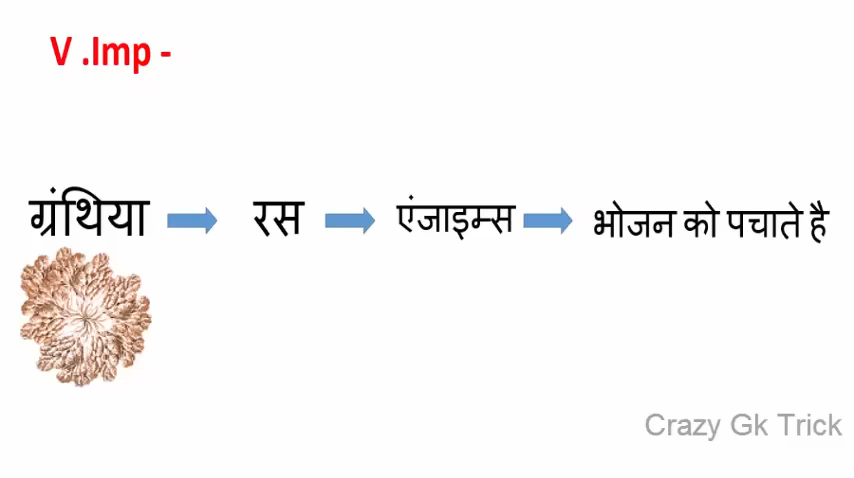 V .Imp -
ग्रंथिया रस एंजाइम्स भोजन को पचाते है
Crazy Gk Trick